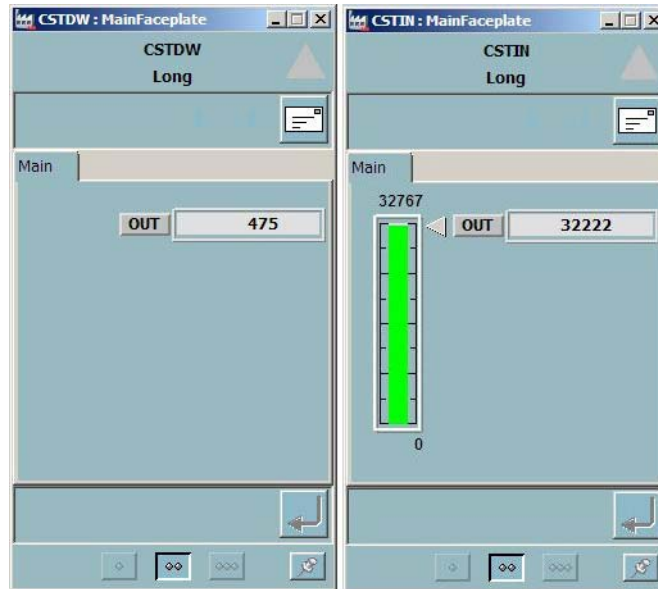 CSTDW : MainFaceplate
CSTDW
Long
Main
OUT 475
CSTIN : MainFaceplate
CSTIN
Long
Main
32767
OUT 32222
0